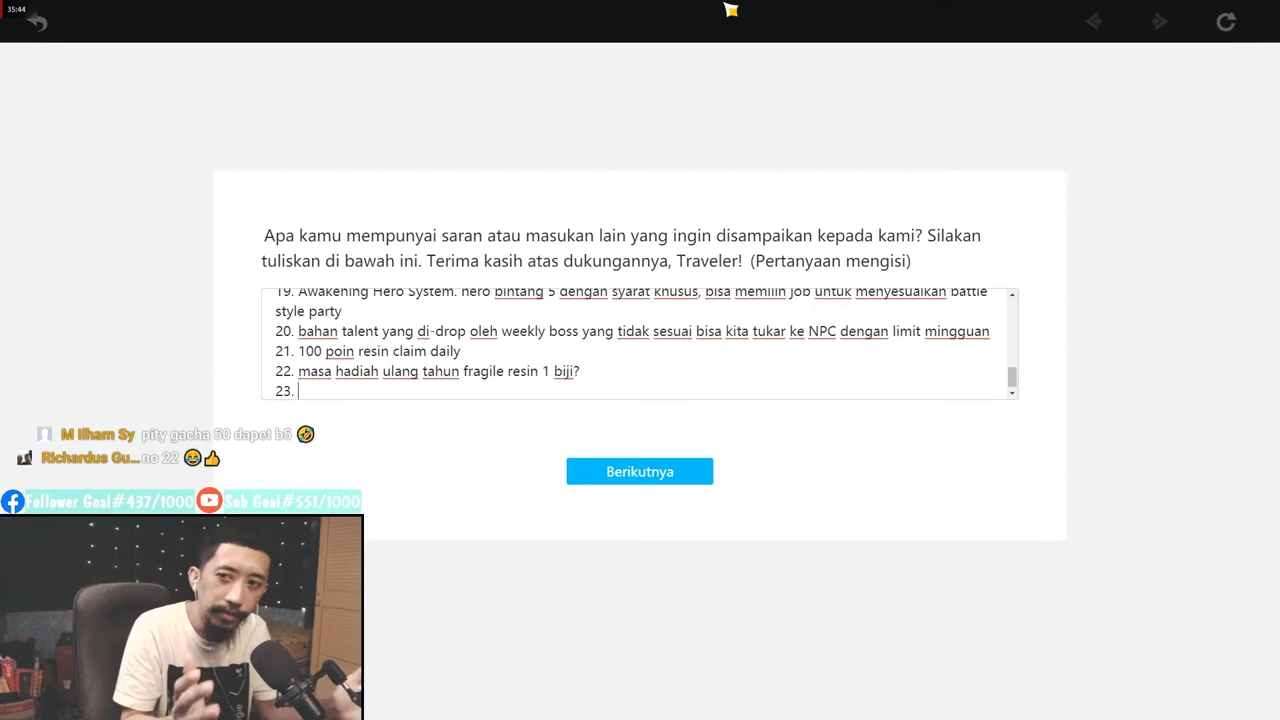 35:44
Apa kamu mempunyai saran atau masukan lain yang ingin disampaikan kepada kami? Silakan
tuliskan di bawah ini. Terima kasih atas dukungannya, Traveler! (Pertanyaan mengisi)
19. Awakening Hero System. hero bintang 5 dengan syarat khusus, bisa memilih Job untuk menyesuaikan battle
style party
20. bahan talent yang di-drop oleh weekly boss yang tidak sesuai bisa kita tukar ke NPC dengan limit mingguan
21. 100 poin resin claim daily
22. masa hadiah ulang tahun fragile resin 1 biji?
23.
M Ilham Sy pity gacha 50 dapet b5 🤣
Richardus Gu... no 22 😂👍
Berikutnya
Follower Goal#437/1000 Sub Goal#551/1000